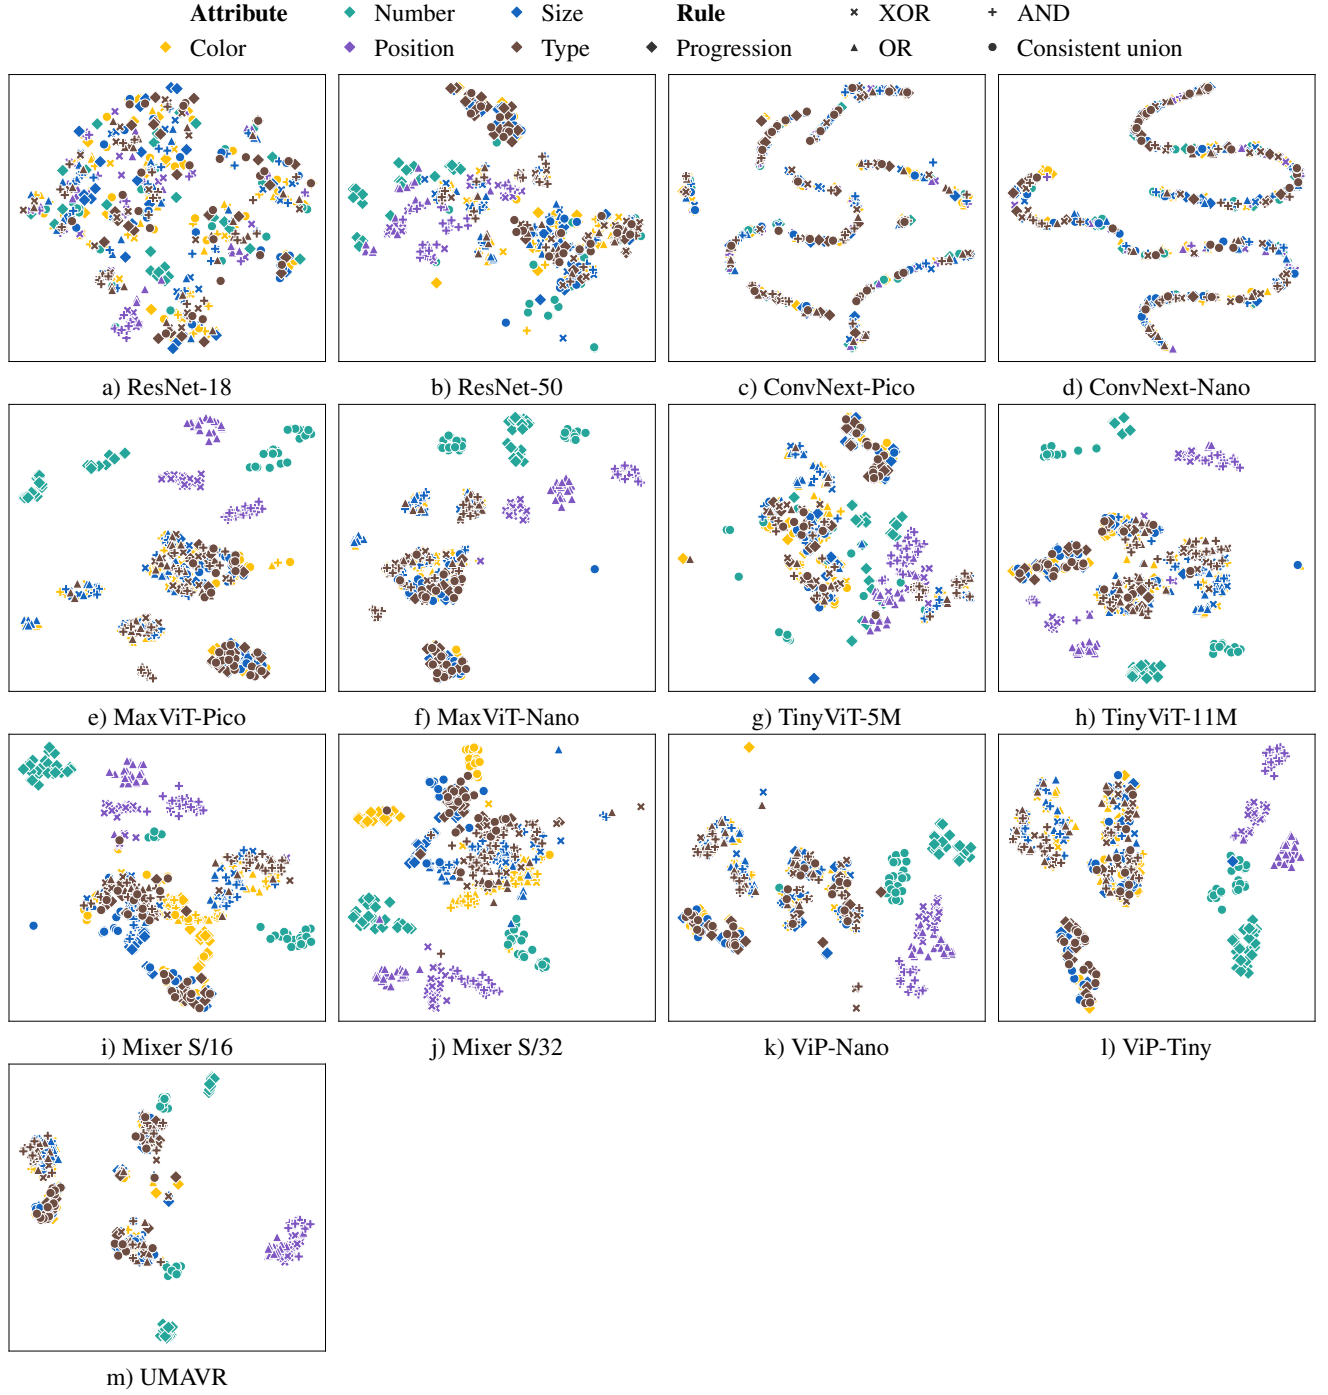 Attribute Number Size Rule XOR AND
Color Position Type Progression OR Consistent union
a) ResNet-18
b) ResNet-50
c) ConvNext-Pico
d) ConvNext-Nano
e) MaxViT-Pico
f) MaxViT-Nano
g) TinyViT-5M
h) TinyViT-11M
i) Mixer S/16
j) Mixer S/32
k) ViP-Nano
l) ViP-Tiny
m) UMAVR